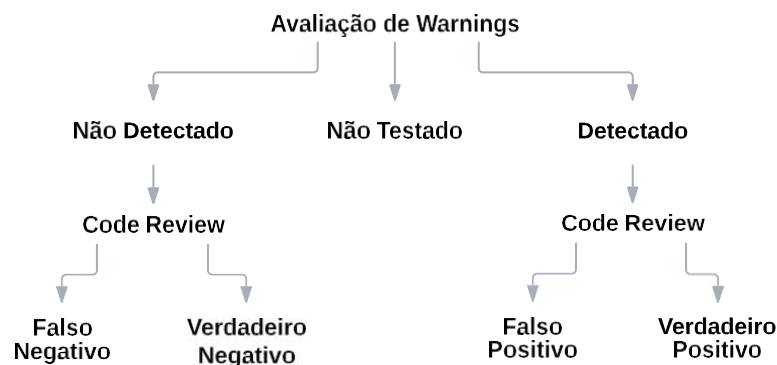 Avaliação de Warnings
Não Detectado
Não Testado
Detectado
Code Review
Code Review
Falso
Negativo
Verdadeiro
Negativo
Falso
Positivo
Verdadeiro
Positivo